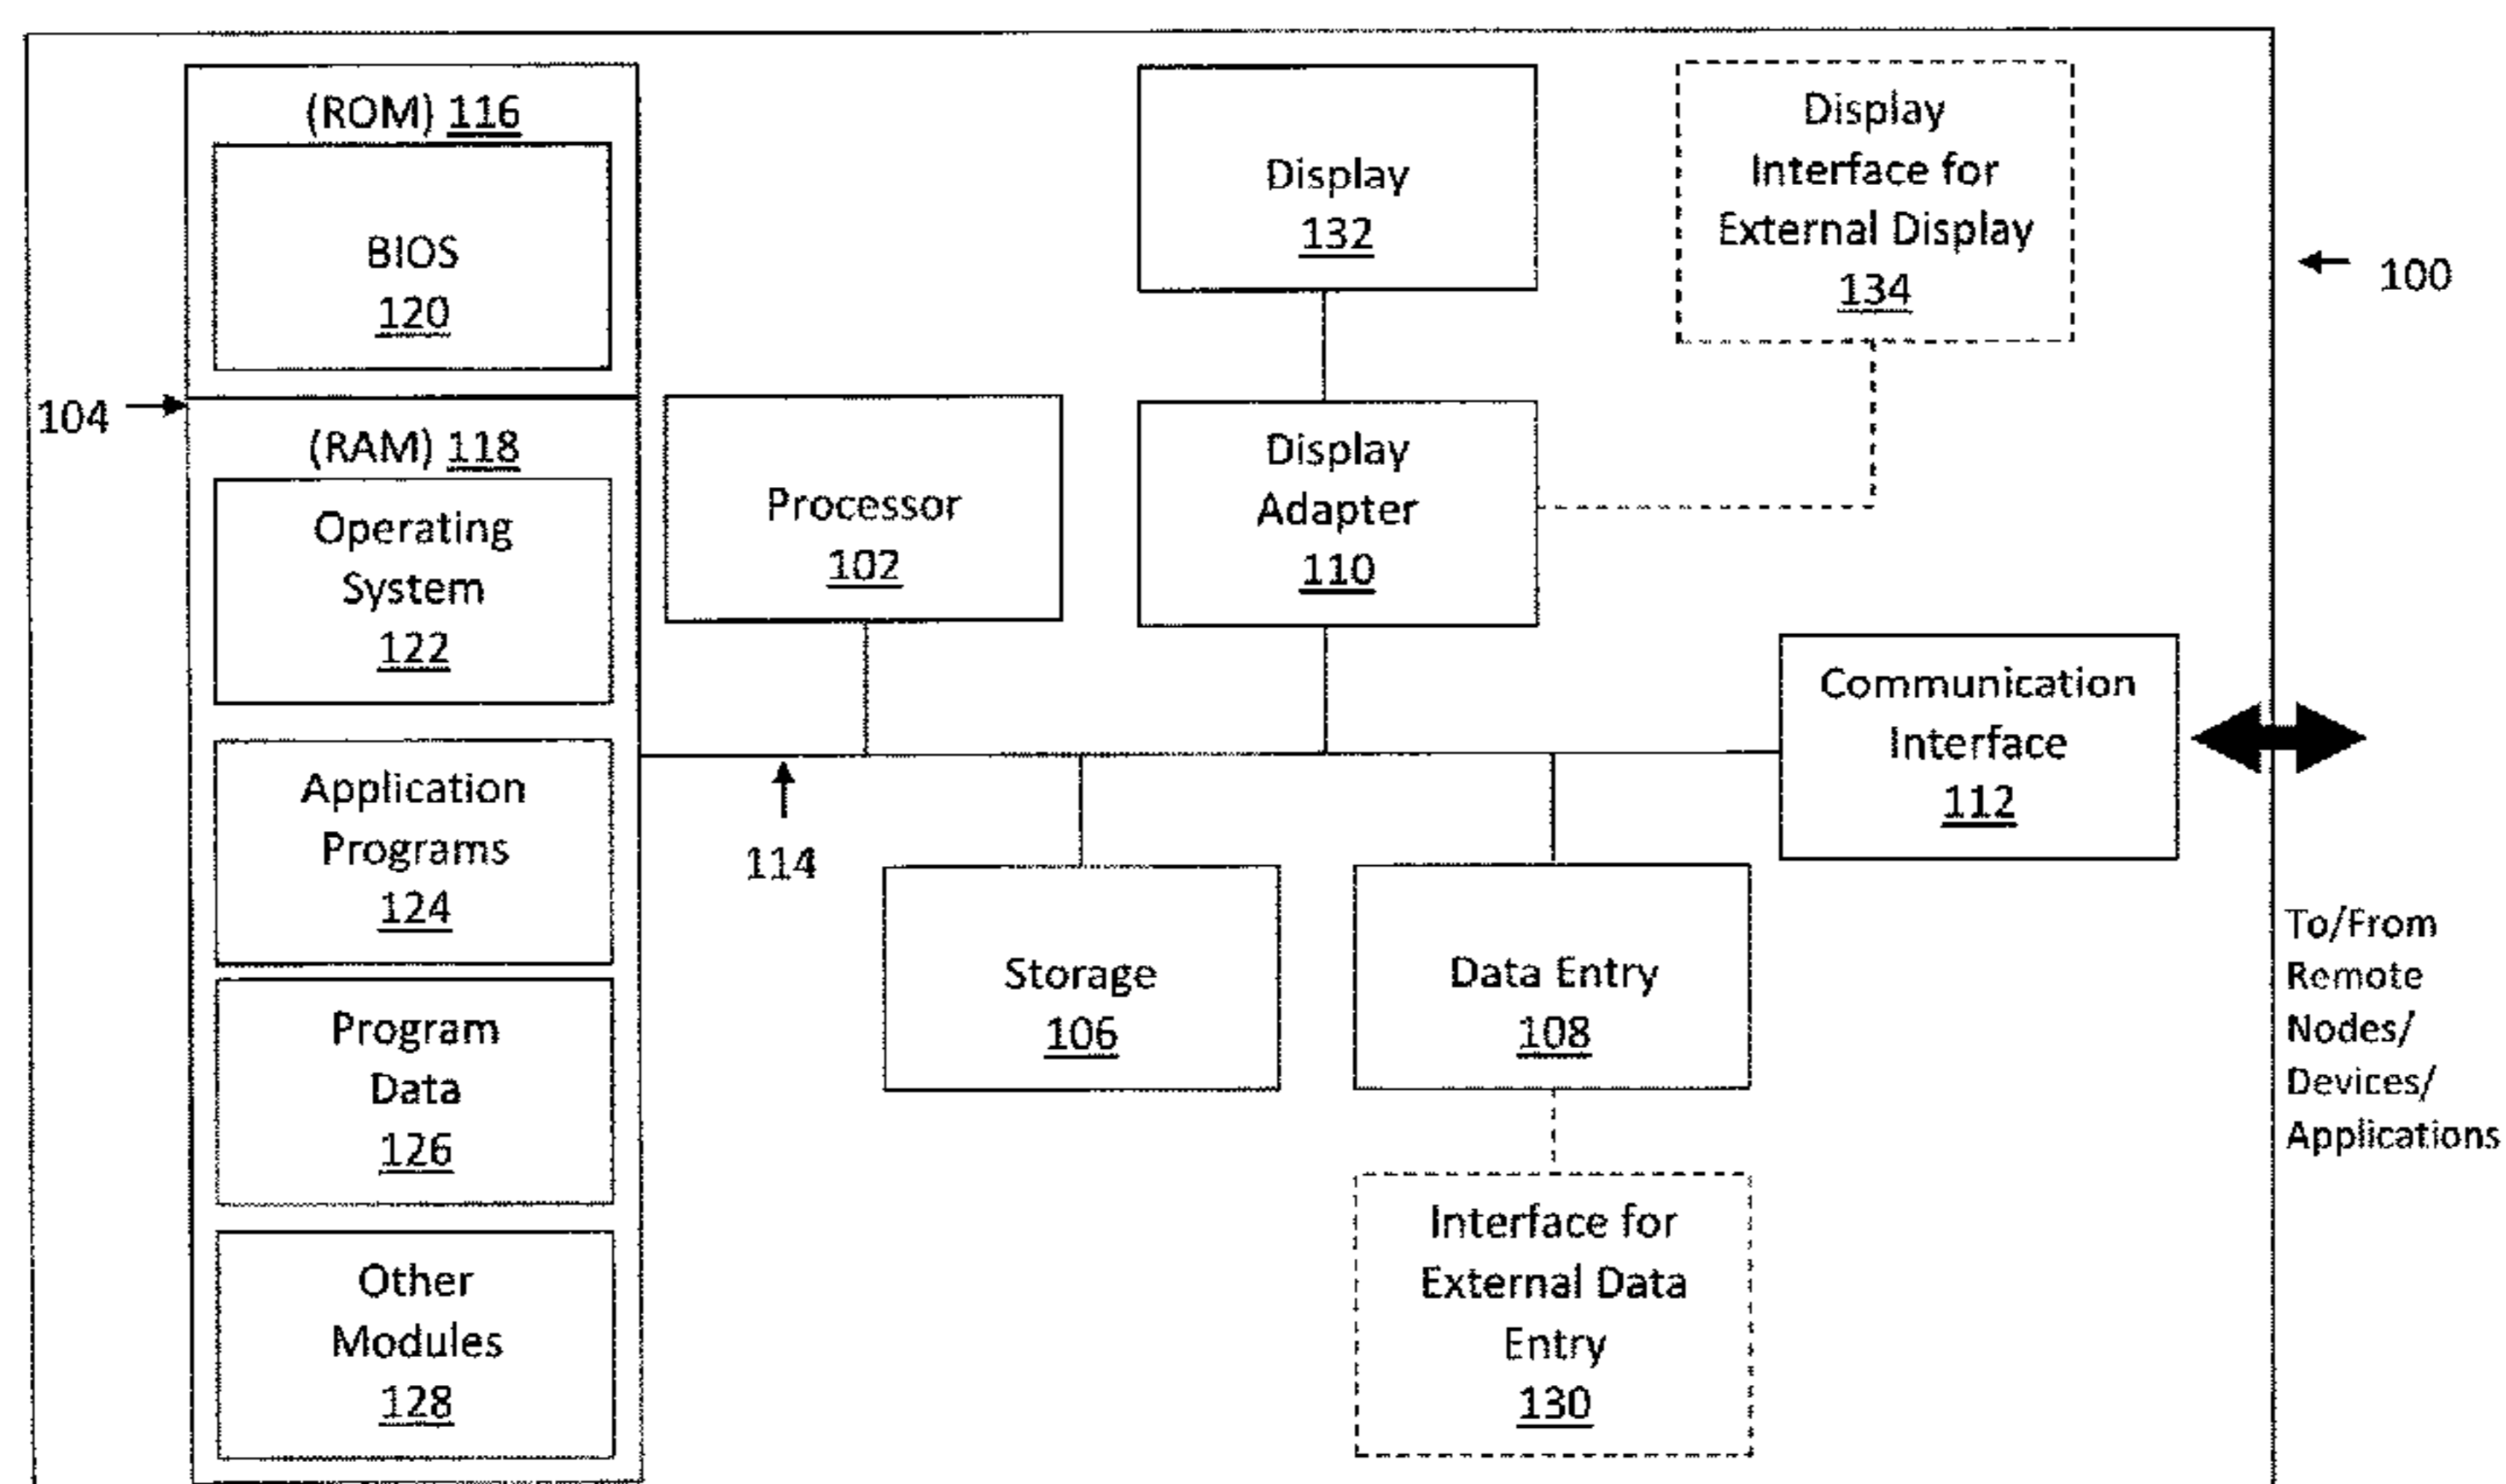 (ROM) 116
BIOS
120
104
(RAM) 118
Operating
System
122
Application
Programs
124
Program
Data
126
Other
Modules
128
Processor
102
114
Display
132
Display
Adapter
110
Display
Interface for
External Display
134
100
Communication
Interface
112
Storage
106
Data Entry
108
Interface for
External Data
Entry
130
To/From
Remote
Nodes/
Devices/
Applications